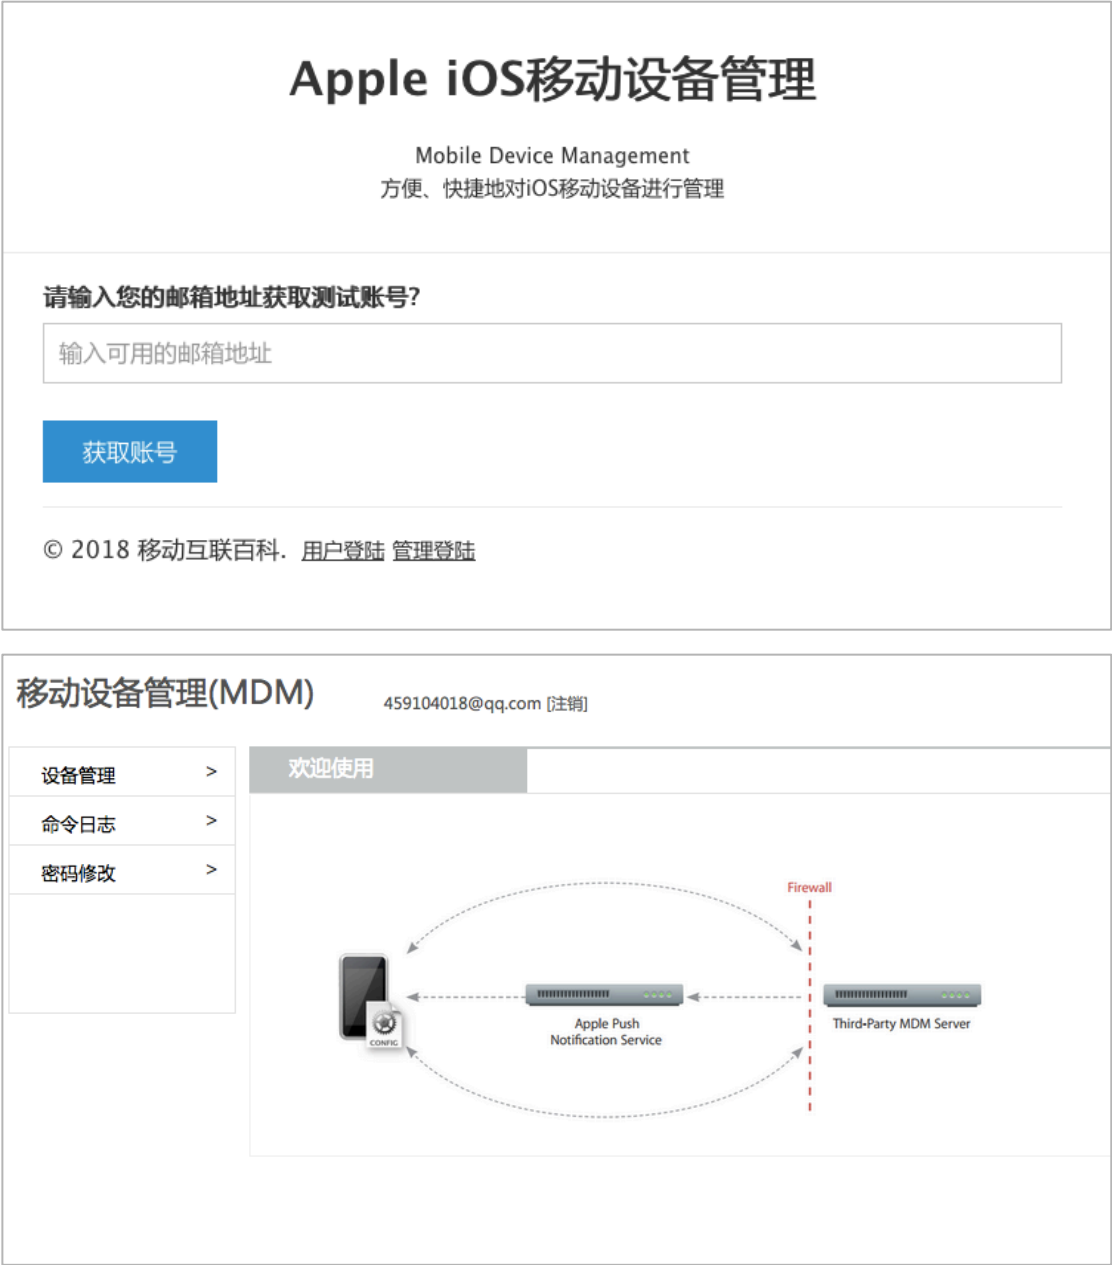 Apple iOS移动设备管理
Mobile Device Management
方便、快捷地对iOS移动设备进行管理
请输入您的邮箱地址获取测试账号?
输入可用的邮箱地址
获取账号
© 2018 移动互联百科. 用户登陆 管理登陆
移动设备管理(MDM) 459104018@qq.com [注销]
设备管理 >
命令日志 >
密码修改 >
欢迎使用
Firewall
CONFIG
Apple Push
Notification Service
Third-Party MDM Server